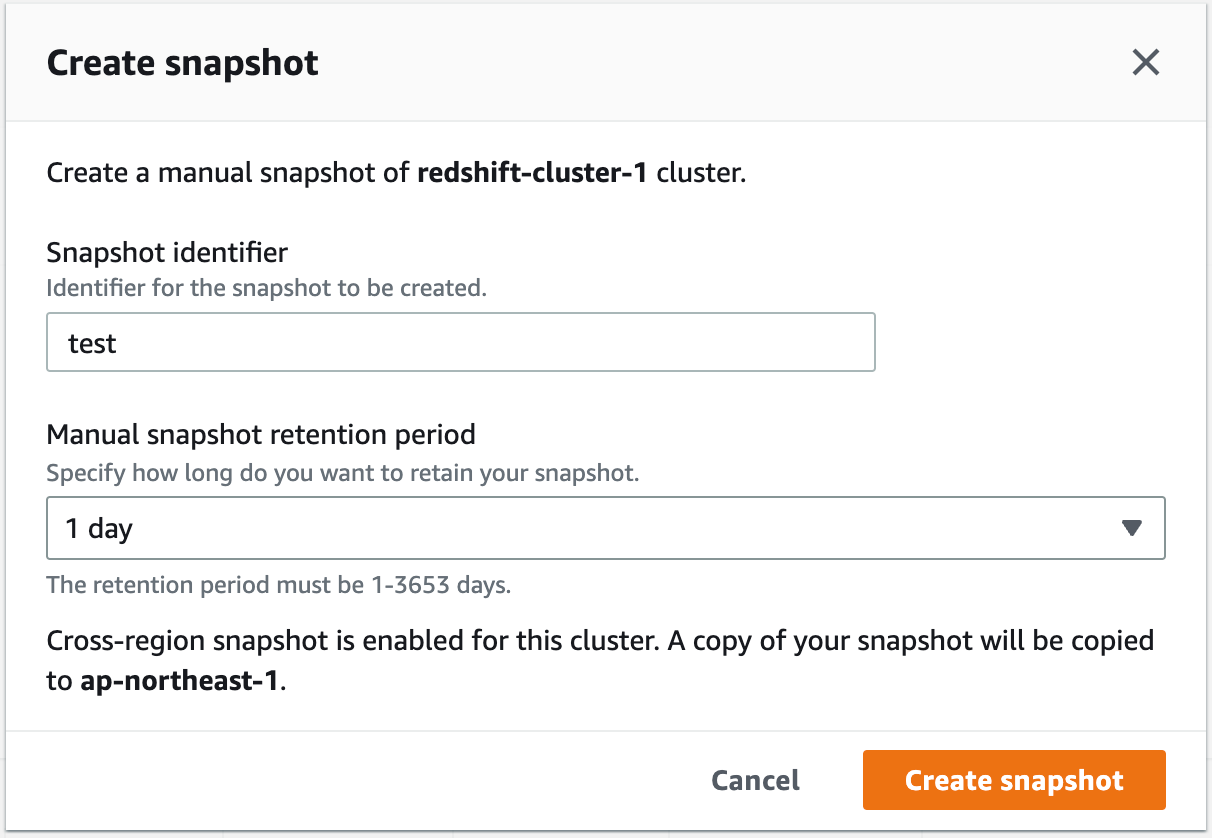 Create snapshot
Create a manual snapshot of redshift-cluster-1 cluster.
Snapshot identifier
Identifier for the snapshot to be created.
test
Manual snapshot retention period
Specify how long do you want to retain your snapshot.
1 day
The retention period must be 1-3653 days.
Cross-region snapshot is enabled for this cluster. A copy of your snapshot will be copied
to ap-northeast-1.
Cancel
Create snapshot